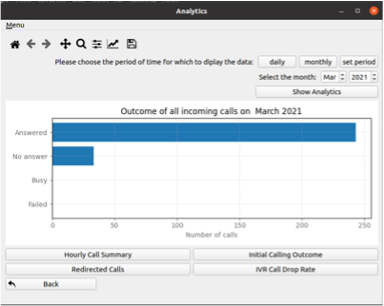 Analytics
Menu
Please choose the period of time for which to diplay the data:
daily
monthly
set period
Select the month:
Mar
2021
Show Analytics
Outcome of all incoming calls on March 2021
Answered
No answer
Busy
Failed
0 50 100 150 200 250
Number of calls
Hourly Call Summary
Initial Calling Outcome
Redirected Calls
IVR Call Drop Rate
Back